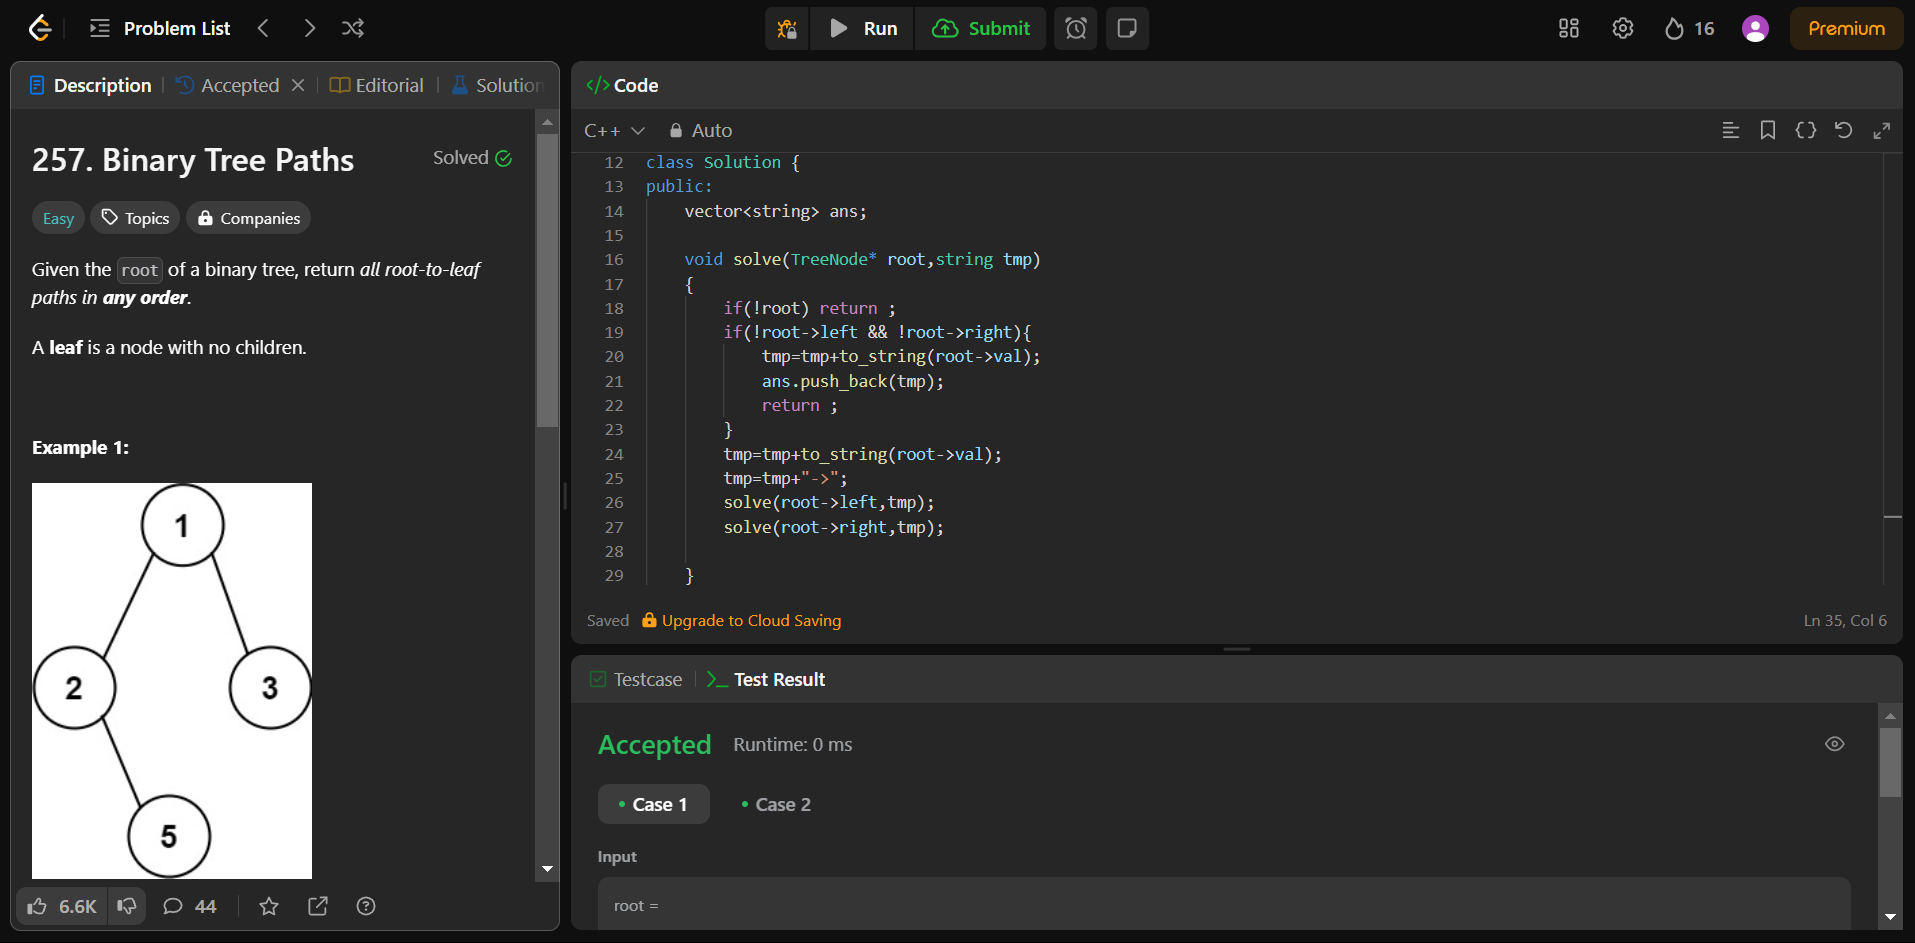 Problem List
Run
Submit
16
Premium
Description
Accepted
Editorial
Solution
257. Binary Tree Paths
Solved
Easy
Topics
Companies
Given the root of a binary tree, return all root-to-leaf
paths in any order.
A leaf is a node with no children.
Example 1:
1
2
3
5
6.6K
44
</> Code
C++
Auto
12 class Solution {
13 public:
14 vector<string> ans;
15
16 void solve(TreeNode* root,string tmp)
17 {
18 if(!root) return ;
19 if(!root->left && !root->right){
20 tmp=tmp+to_string(root->val);
21 ans.push_back(tmp);
22 return ;
23 }
24 tmp=tmp+to_string(root->val);
25 tmp=tmp+"->";
26 solve(root->left,tmp);
27 solve(root->right,tmp);
28
29 }
Saved
Upgrade to Cloud Saving
Ln 35, Col 6
Testcase
Test Result
Accepted
Runtime: 0 ms
Case 1
Case 2
Input
root =